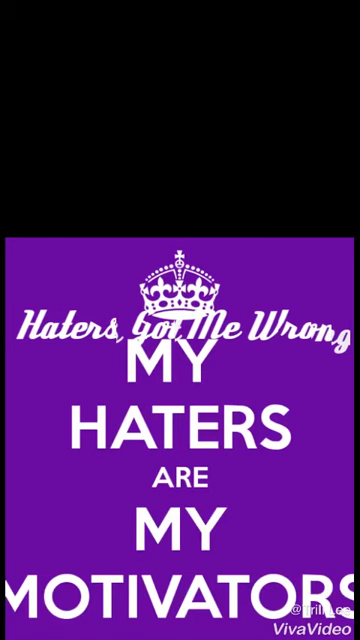 Haters, Got Me Wrong
MY
HATERS
ARE
MY
MOTIVATORS
VivaVideo